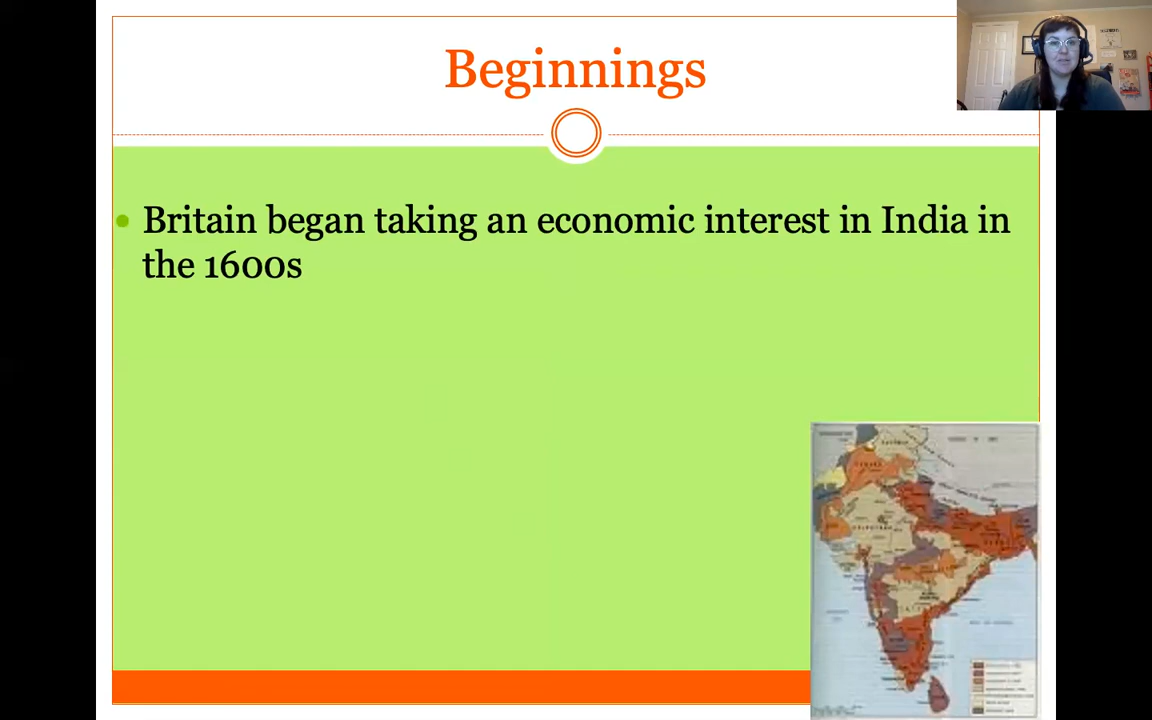 Beginnings
Britain began taking an economic interest in India in
the 1600s